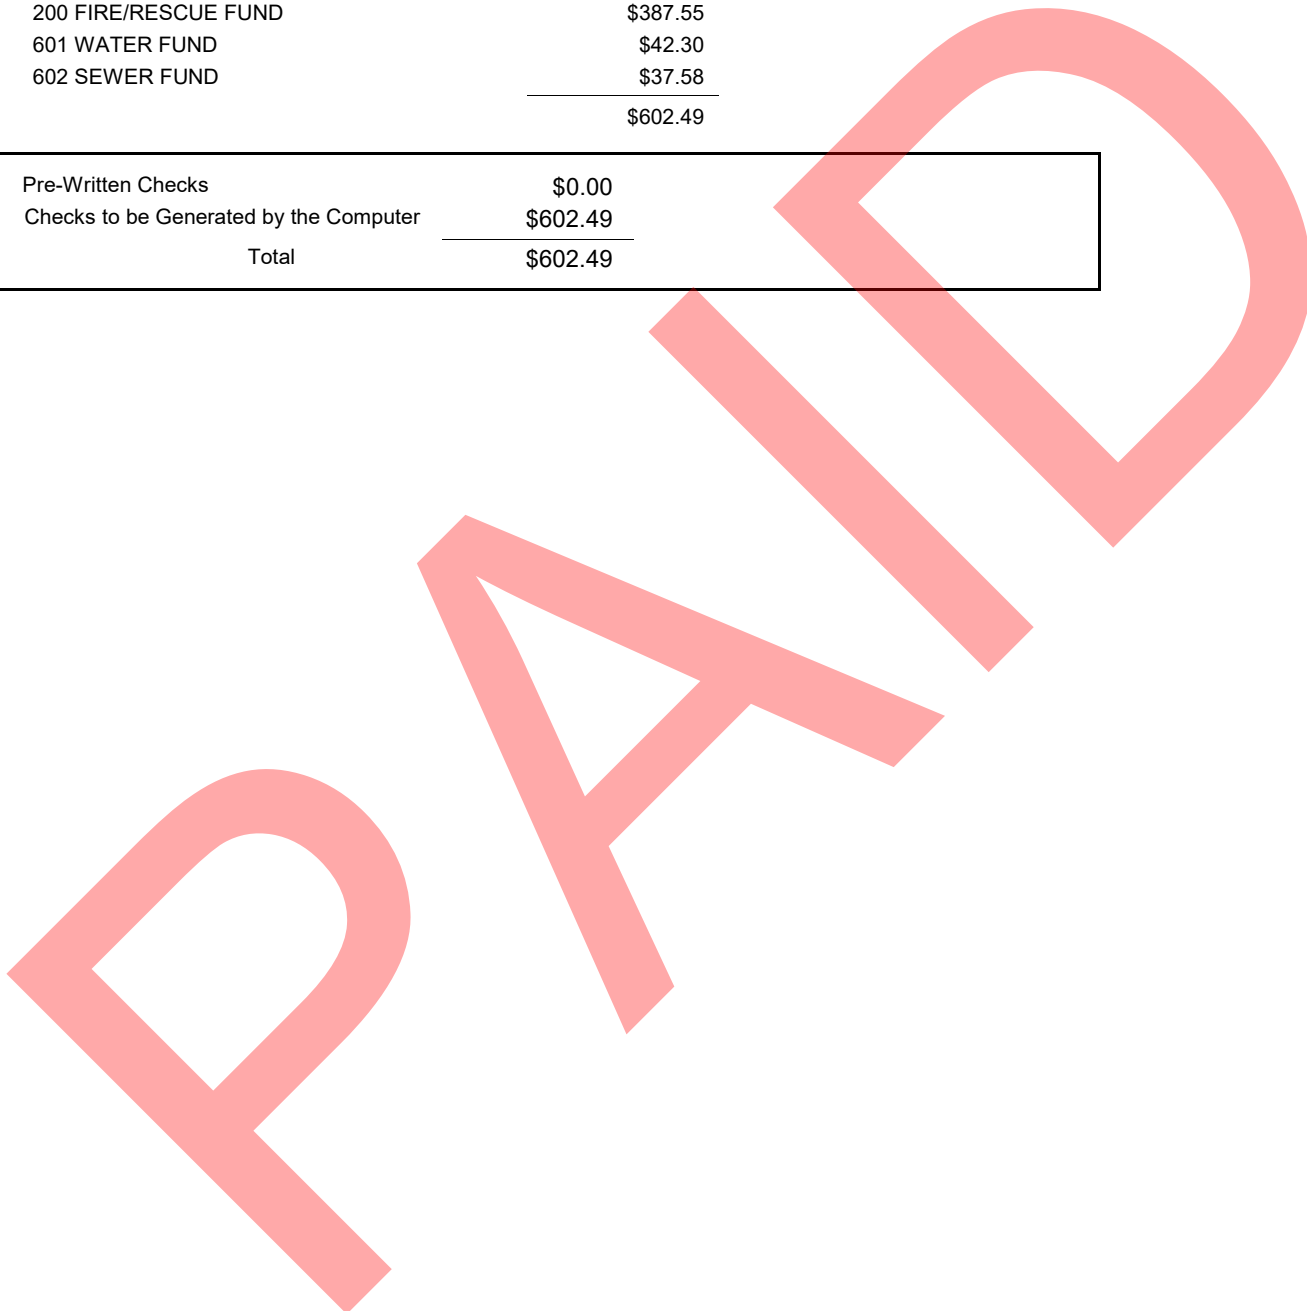 200 FIRE/RESCUE FUND $387.55
601 WATER FUND $42.30
602 SEWER FUND $37.58
$602.49
Pre-Written Checks $0.00
Checks to be Generated by the Computer $602.49
Total $602.49
PAID